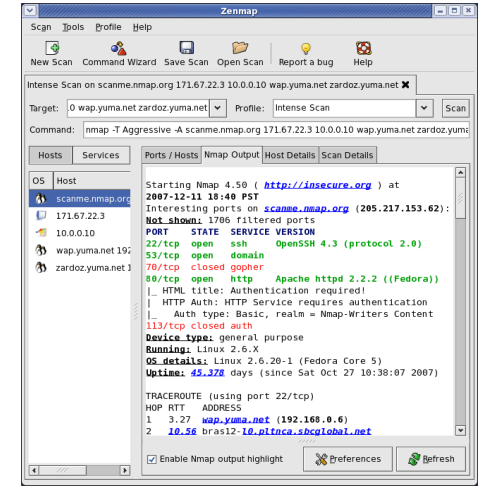 Zenmap
Scan Tools Profile Help
New Scan Command Wizard Save Scan Open Scan Report a bug Help
Intense Scan on scanme.nmap.org 171.67.22.3 10.0.0.10 wap.yuma.net zardoz.yuma.net
Target: .0 wap.yuma.net zardoz.yuma.net Profile: Intense Scan Scan
Command: nmap -T Aggressive -A scanme.nmap.org 171.67.22.3 10.0.0.10 wap.yuma.net zardoz.yuma
Hosts Services Ports / Hosts Nmap Output Host Details Scan Details
OS Host
scanme.nmap.org
171.67.22.3
10.0.0.10
wap.yuma.net 192
zardoz.yuma.net 1
Starting Nmap 4.50 ( http://insecure.org ) at
2007-12-11 18:40 PST
Interesting ports on scanme.nmap.org (205.217.153.62):
Not shown: 1706 filtered ports
PORT STATE SERVICE VERSION
22/tcp open ssh OpenSSH 4.3 (protocol 2.0)
53/tcp open domain
70/tcp closed gopher
80/tcp open http Apache httpd 2.2.2 ((Fedora))
|_ HTML title: Authentication required!
| HTTP Auth: HTTP Service requires authentication
|_ Auth type: Basic, realm = Nmap-Writers Content
113/tcp closed auth
Device type: general purpose
Running: Linux 2.6.X
OS details: Linux 2.6.20-1 (Fedora Core 5)
Uptime: 45.378 days (since Sat Oct 27 10:38:07 2007)
TRACEROUTE (using port 22/tcp)
HOP RTT ADDRESS
1 3.27 wap.yuma.net (192.168.0.6)
2 10.56 bras12-l0.pltnca.sbcglobal.net
Enable Nmap output highlight Preferences Refresh